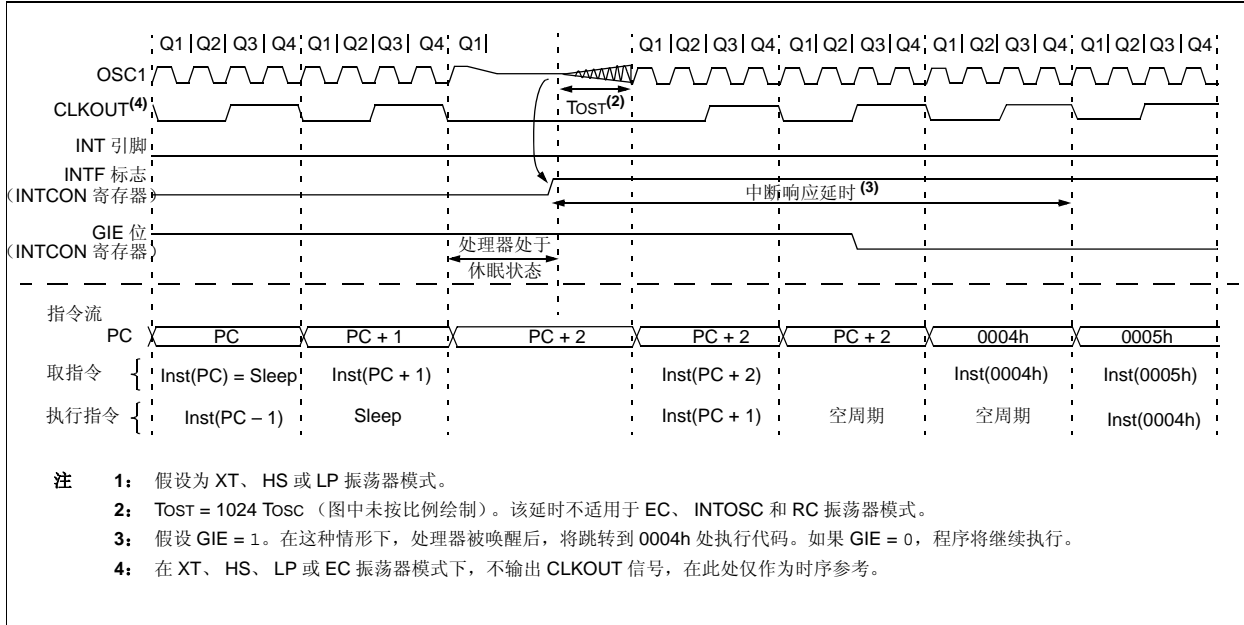 Q1 Q2 Q3 Q4 Q1 Q2 Q3 Q4 Q1 Q1 Q2 Q3 Q4 Q1 Q2 Q3 Q4 Q1 Q2 Q3 Q4 Q1 Q2 Q3 Q4
OSC1
CLKOUT(4)
TOST(2)
INT 引脚
INTF 标志
(INTCON 寄存器)
中断响应延时 (3)
GIE 位
(INTCON 寄存器)
处理器处于
休眠状态
指令流
PC PC PC + 1 PC + 2 PC + 2 PC + 2 0004h 0005h
取指令 { Inst(PC) = Sleep Inst(PC + 1) Inst(PC + 2) Inst(0004h) Inst(0005h)
执行指令 { Inst(PC – 1) Sleep Inst(PC + 1) 空周期 空周期 Inst(0004h)
注 1: 假设为 XT、 HS 或 LP 振荡器模式。
2: TOST = 1024 TOSC （图中未按比例绘制）。该延时不适用于 EC、 INTOSC 和 RC 振荡器模式。
3: 假设 GIE = 1。在这种情形下，处理器被唤醒后，将跳转到 0004h 处执行代码。如果 GIE = 0，程序将继续执行。
4: 在 XT、 HS、 LP 或 EC 振荡器模式下，不输出 CLKOUT 信号，在此处仅作为时序参考。